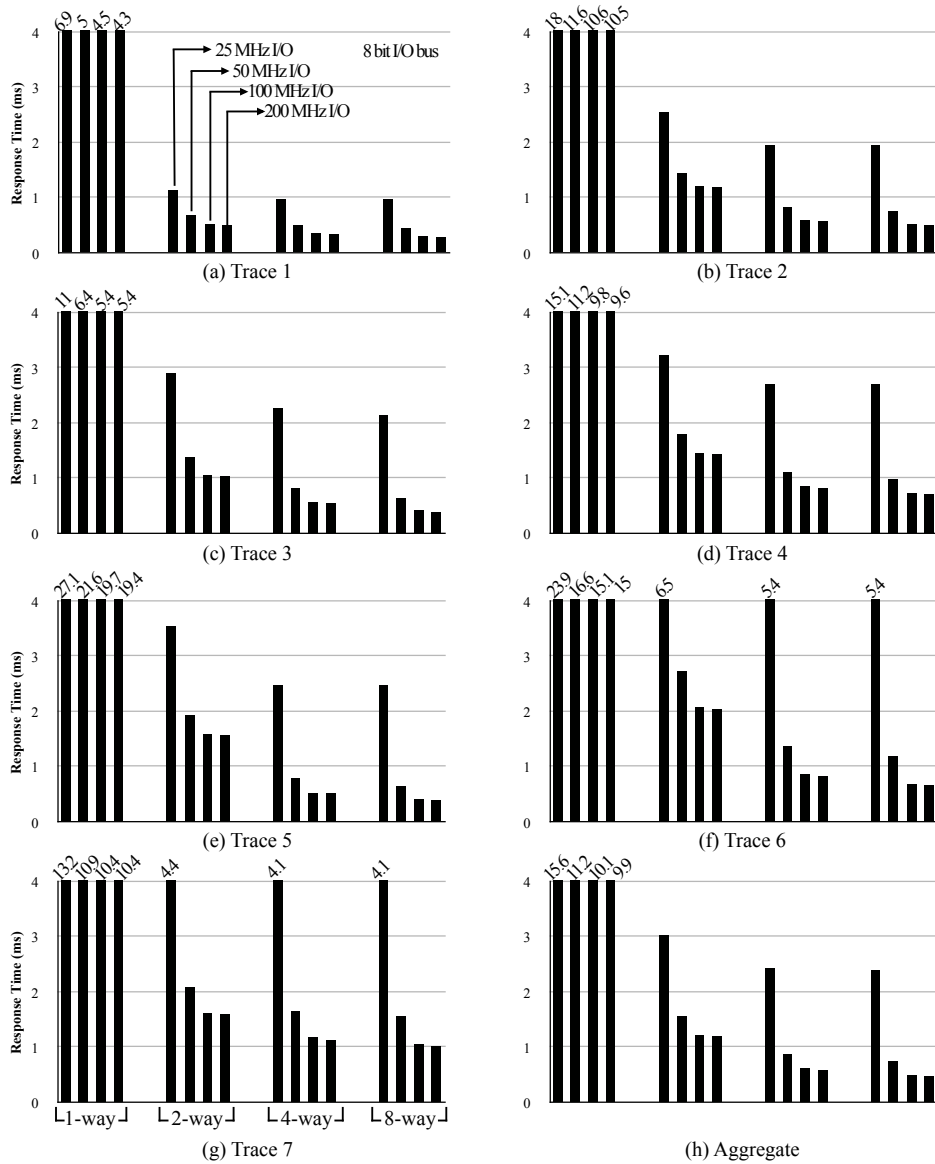 6.9 5 4.5 4.3
4
3
2
1
0
Response Time (ms)
25 MHz I/O
50 MHz I/O
100 MHz I/O
200 MHz I/O
8 bit I/O bus
(a) Trace 1
18 11.6 10.6 10.5
4
3
2
1
0
(b) Trace 2
11 6.4 5.4 5.4
4
3
2
1
0
Response Time (ms)
(c) Trace 3
15.1 11.2 9.8 9.6
4
3
2
1
0
(d) Trace 4
27.1 21.6 19.7 19.4
4
3
2
1
0
Response Time (ms)
(e) Trace 5
23.9 16.6 15.1 15 6.5 5.4 5.4
4
3
2
1
0
(f) Trace 6
13.2 10.9 10.4 10.4 4.4 4.1 4.1
4
3
2
1
0
Response Time (ms)
1-way 2-way 4-way 8-way
(g) Trace 7
15.6 11.2 10.1 9.9
4
3
2
1
0
(h) Aggregate